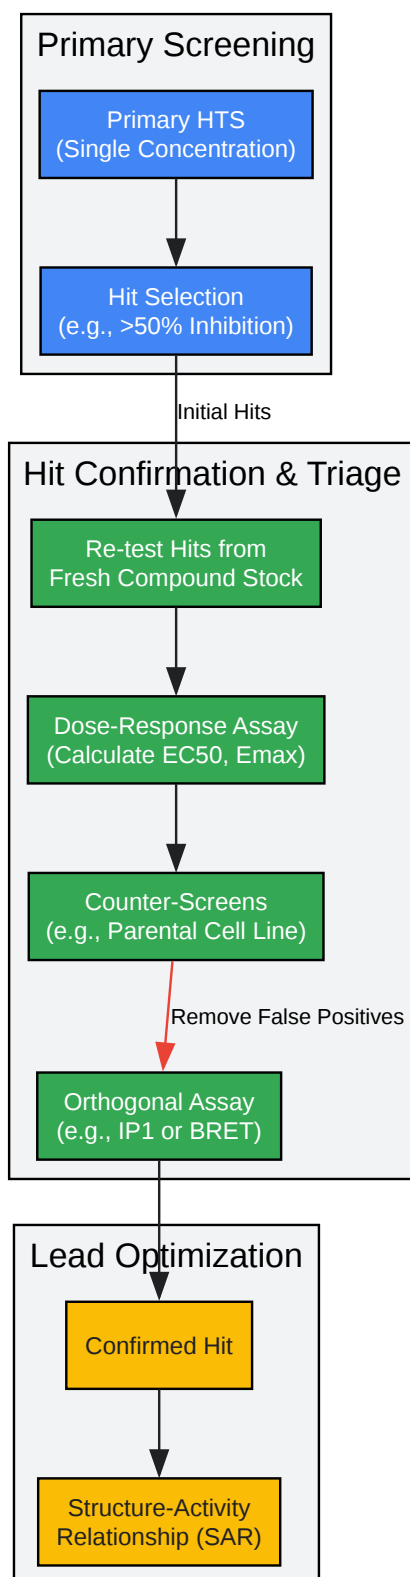 Primary Screening
Primary HTS
(Single Concentration)
Hit Selection
(e.g., >50% Inhibition)
Initial Hits
Hit Confirmation & Triage
Re-test Hits from
Fresh Compound Stock
Dose-Response Assay
(Calculate EC50, Emax)
Counter-Screens
(e.g., Parental Cell Line)
Remove False Positives
Orthogonal Assay
(e.g., IP1 or BRET)
Lead Optimization
Confirmed Hit
Structure-Activity
Relationship (SAR)